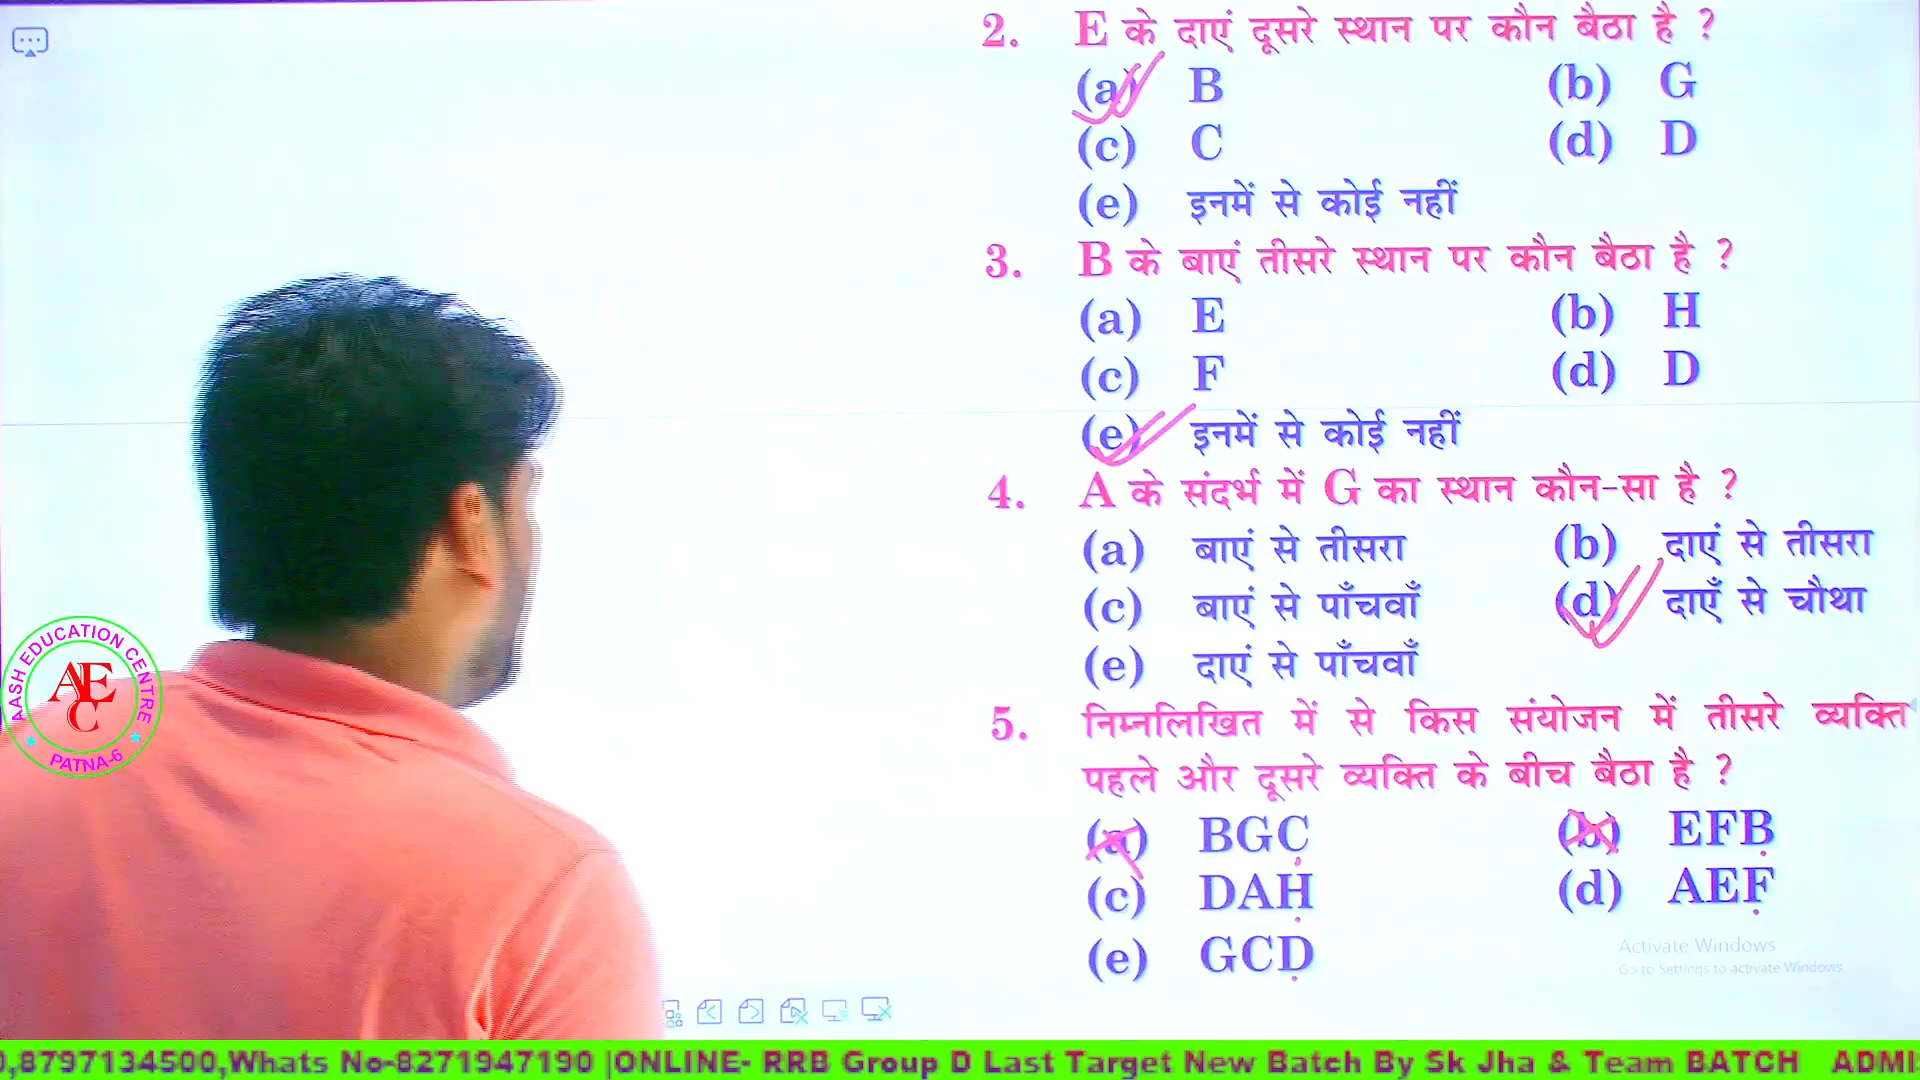 2. E के दाएं दूसरे स्थान पर कौन बैठा है ?
(a) B (b) G
(c) C (d) D
(e) इनमें से कोई नहीं
3. B के बाएं तीसरे स्थान पर कौन बैठा है ?
(a) E (b) H
(c) F (d) D
(e) इनमें से कोई नहीं
4. A के संदर्भ में G का स्थान कौन-सा है ?
(a) बाएं से तीसरा (b) दाएं से तीसरा
(c) बाएं से पाँचवाँ (d) दाएँ से चौथा
(e) दाएं से पाँचवाँ
5. निम्नलिखित में से किस संयोजन में तीसरे व्यक्ति
पहले और दूसरे व्यक्ति के बीच बैठा है ?
(a) BGC (b) EFB
(c) DAH (d) AEF
(e) GCD
AASH EDUCATION CENTRE
AEC
PATNA-6
Activate Windows
Go to Settings to activate Windows.
0,8797134500,Whats No-8271947190 |ONLINE- RRB Group D Last Target New Batch By Sk Jha & Team BATCH ADMI